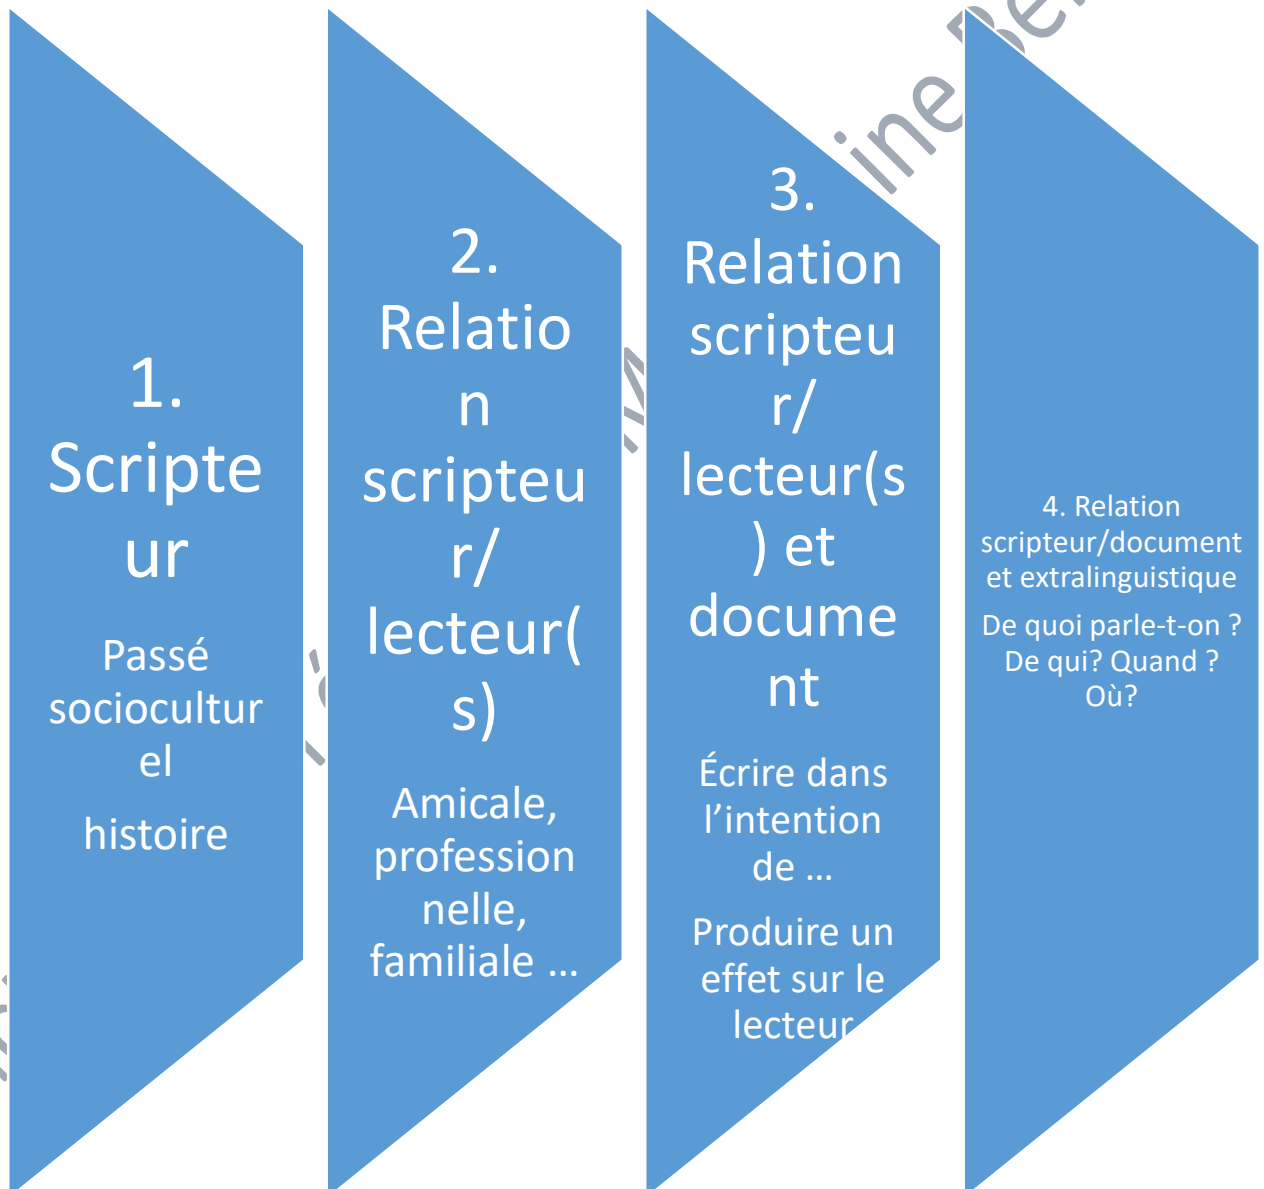 1.
Scripte
ur
Passé
sociocultur
el
histoire
2.
Relatio
n
scripteu
r/
lecteur(
s)
Amicale,
profession
nelle,
familiale ...
3.
Relation
scripteu
r/
lecteur(s
) et
docume
nt
Écrire dans
l’intention
de ...
Produire un
effet sur le
lecteur
4. Relation
scripteur/document
et extralinguistique
De quoi parle-t-on ?
De qui? Quand ?
Où?